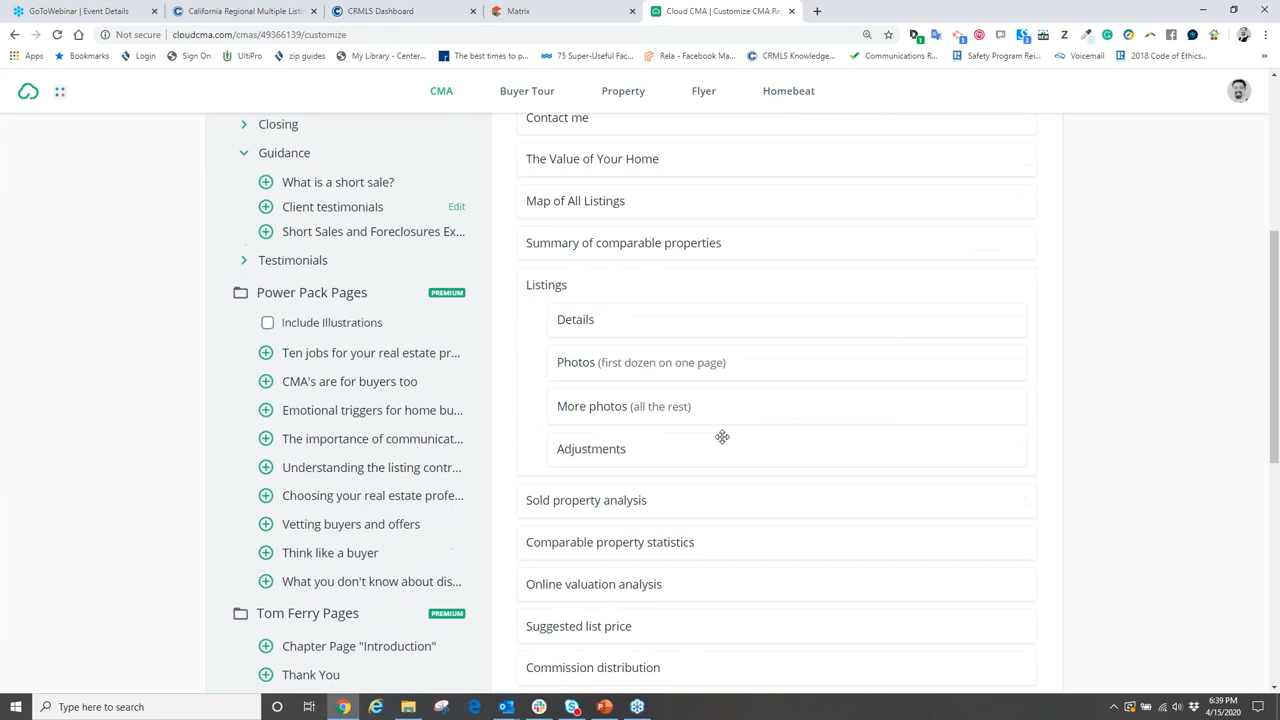 GoToWebinar | Event Details
California Regional Multiple Listi
CRMLS Dashboard
Matrix
Cloud CMA | Customize CMA Re
Not secure | cloudcma.com/cmas/49366139/customize
Apps
Bookmarks
Login
Sign On
UltiPro
zip guides
My Library - Canter...
The best times to p...
75 Super-Useful Fac...
Rela - Facebook Ma...
CRMLS Knowledge...
Communications R...
Safety Program Rei...
Voicemail
2018 Code of Ethics...
CMA
Buyer Tour
Property
Flyer
Homebeat
Closing
Guidance
What is a short sale?
Client testimonials
Edit
Short Sales and Foreclosures Ex...
Testimonials
Power Pack Pages
PREMIUM
Include Illustrations
Ten jobs for your real estate pr...
CMA's are for buyers too
Emotional triggers for home bu...
The importance of communicat...
Understanding the listing contr...
Choosing your real estate profe...
Vetting buyers and offers
Think like a buyer
What you don't know about dis...
Tom Ferry Pages
PREMIUM
Chapter Page "Introduction"
Thank You
Contact me
The Value of Your Home
Map of All Listings
Summary of comparable properties
Listings
Details
Photos (first dozen on one page)
More photos (all the rest)
Adjustments
Sold property analysis
Comparable property statistics
Online valuation analysis
Suggested list price
Commission distribution
Type here to search
6:39 PM
4/15/2020